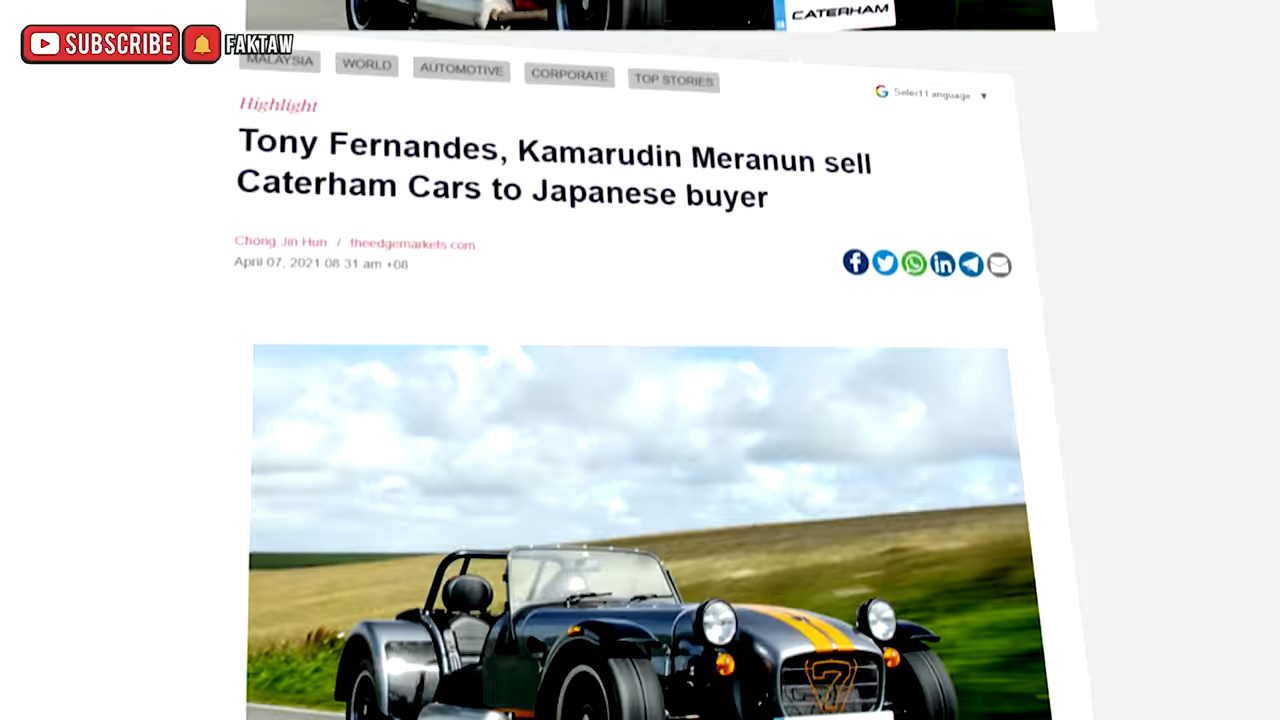 CATERHAM
SUBSCRIBE
FAKTAW
MALAYSIA
WORLD
AUTOMOTIVE
CORPORATE
TOP STORIES
Select Language
Highlight
Tony Fernandes, Kamarudin Meranun sell
Caterham Cars to Japanese buyer
Chong Jin Hun / theedgemarkets.com
April 07, 2021 08:31 am +08
7